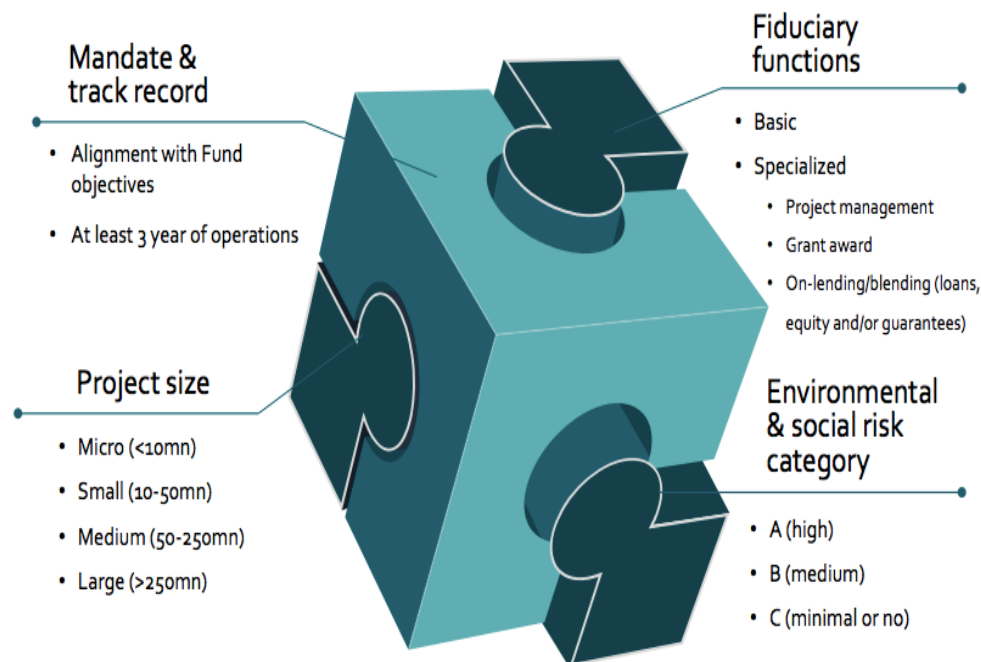 Mandate &
track record
• Alignment with Fund
objectives
• At least 3 year of operations
Fiduciary
functions
• Basic
• Specialized
• Project management
• Grant award
• On-lending/blending (loans,
equity and/or guarantees)
Project size
• Micro (<10mn)
• Small (10-50mn)
• Medium (50-250mn)
• Large (>250mn)
Environmental
& social risk
category
• A (high)
• B (medium)
• C (minimal or no)